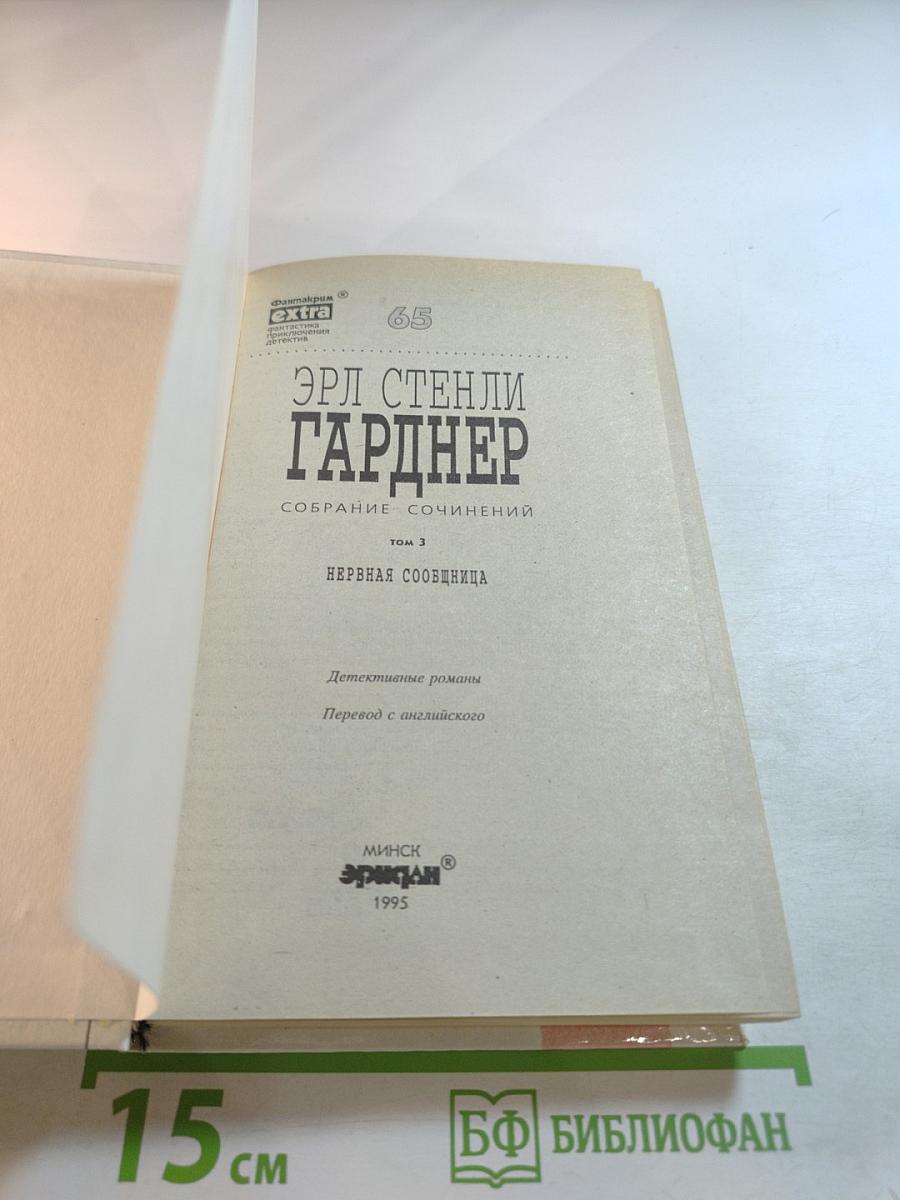 Фантакрим ®
extra
фантастика
приключения
детектив
65
ЭРЛ СТЕНЛИ
ГАРДНЕР
СОБРАНИЕ СОЧИНЕНИЙ
ТОМ 3
НЕРВНАЯ СООБЩНИЦА
Детективные романы
Перевод с английского
МИНСК
эридан ®
1995
15 см
БФ БИБЛИОФАН